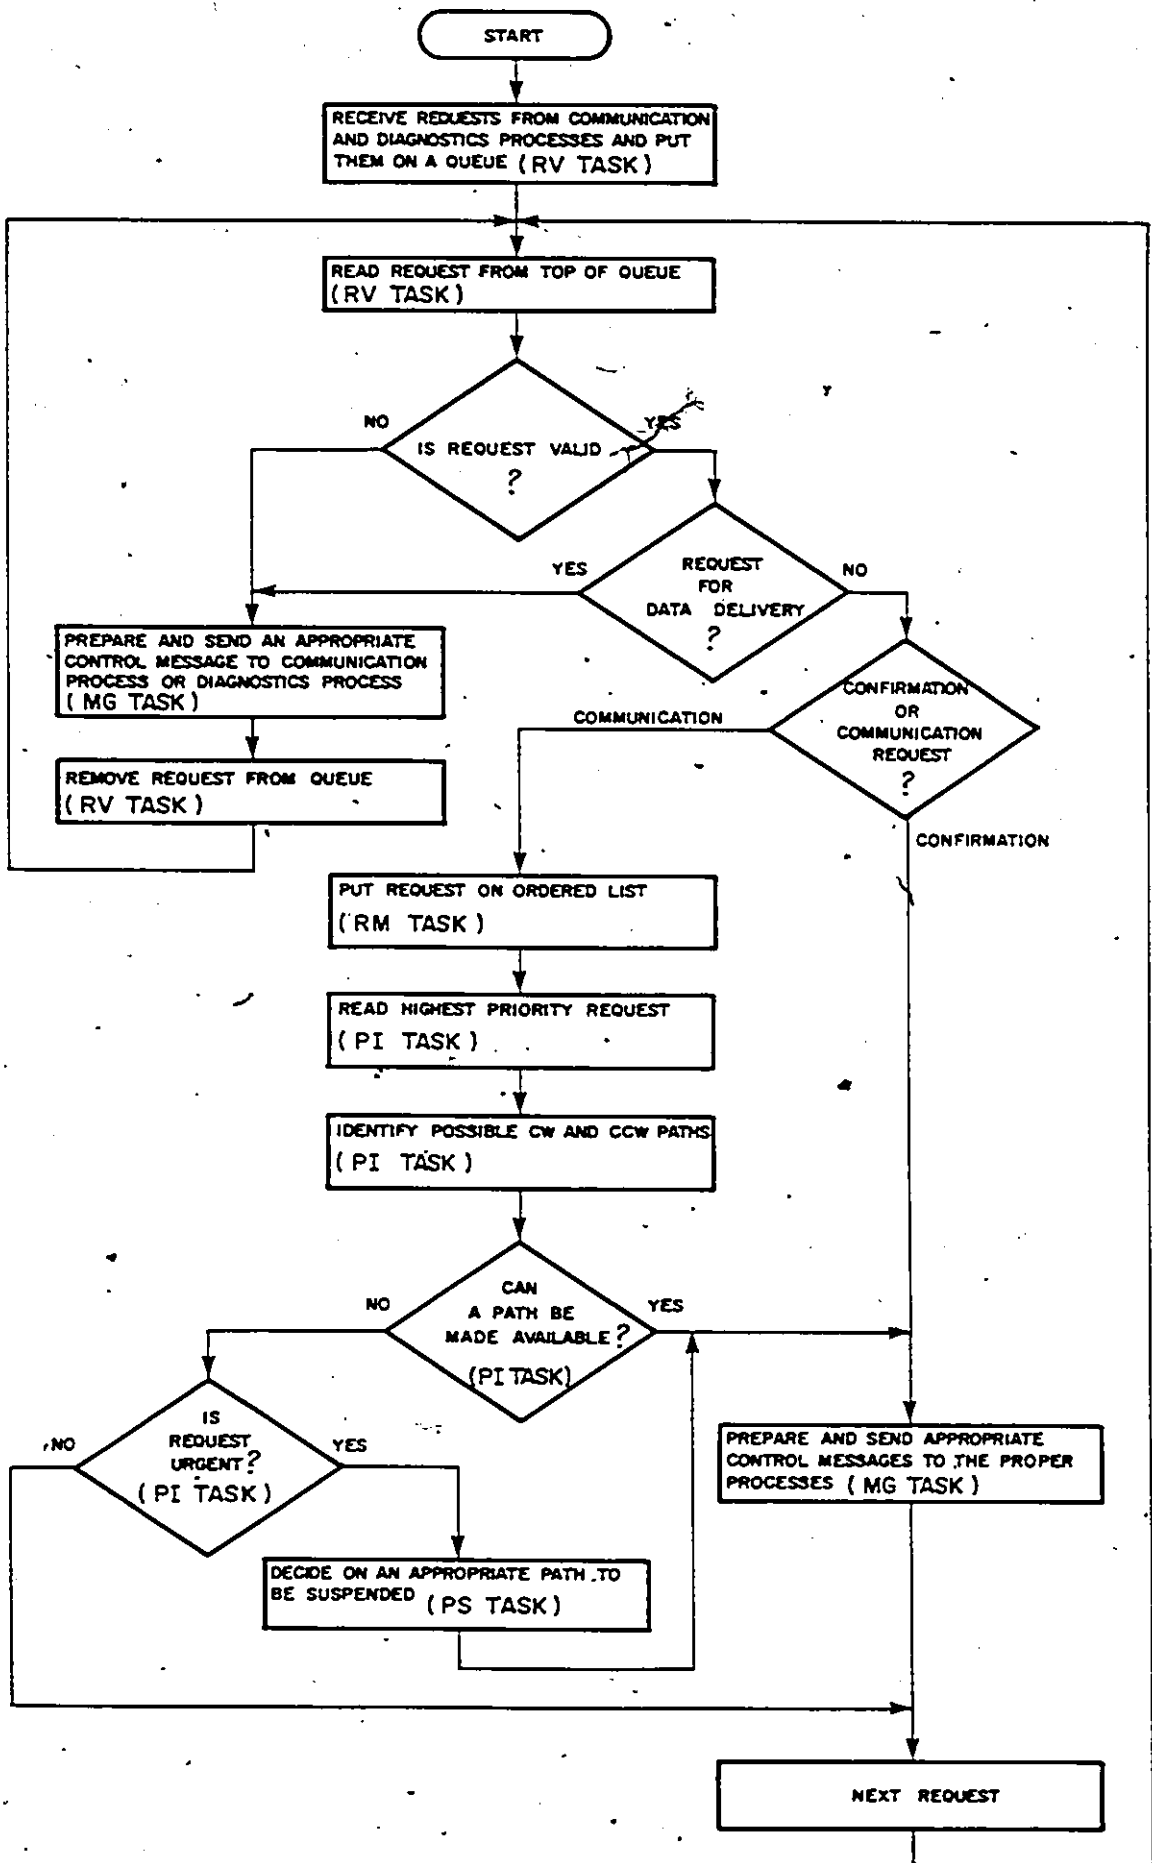 START
RECEIVE REQUESTS FROM COMMUNICATION
AND DIAGNOSTICS PROCESSES AND PUT
THEM ON A QUEUE (RV TASK)
READ REQUEST FROM TOP OF QUEUE
(RV TASK)
NO
YES
IS REQUEST VALID
?
YES
REQUEST
FOR
DATA DELIVERY
?
NO
PREPARE AND SEND AN APPROPRIATE
CONTROL MESSAGE TO COMMUNICATION
PROCESS OR DIAGNOSTICS PROCESS
(MG TASK)
CONFIRMATION
OR
COMMUNICATION
REQUEST
?
COMMUNICATION
REMOVE REQUEST FROM QUEUE
(RV TASK)
CONFIRMATION
PUT REQUEST ON ORDERED LIST
(RM TASK)
READ HIGHEST PRIORITY REQUEST
(PI TASK)
IDENTIFY POSSIBLE CW AND CCW PATHS
(PI TASK)
NO
CAN
A PATH BE
MADE AVAILABLE?
(PI TASK)
YES
NO
IS
REQUEST
URGENT?
(PI TASK)
YES
PREPARE AND SEND APPROPRIATE
CONTROL MESSAGES TO THE PROPER
PROCESSES (MG TASK)
DECIDE ON AN APPROPRIATE PATH TO
BE SUSPENDED (PS TASK)
NEXT REQUEST